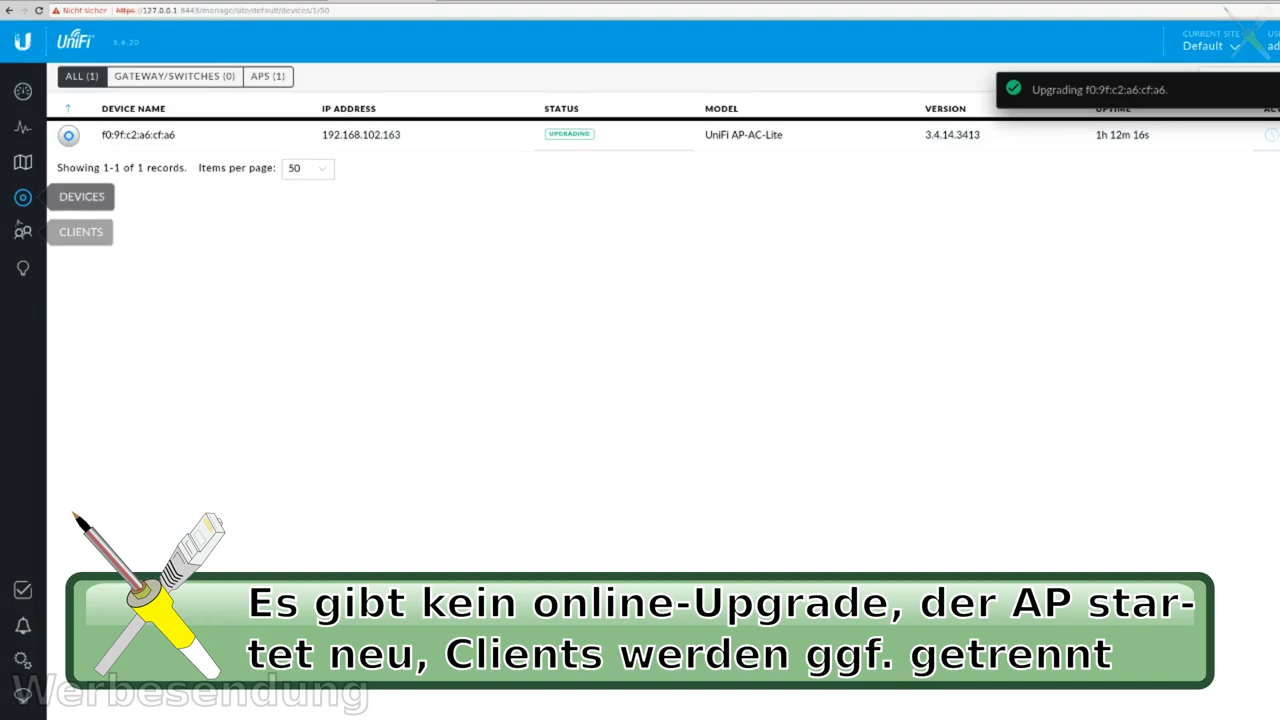 Nicht sicher https://127.0.0.1:8443/manage/site/default/devices/1/50
UniFi 5.6.20
CURRENT SITE
Default
ad
ALL (1) GATEWAY/SWITCHES (0) APS (1)
Upgrading f0:9f:c2:a6:cf:a6.
DEVICE NAME IP ADDRESS STATUS MODEL VERSION UPTIME
f0:9f:c2:a6:cf:a6 192.168.102.163 UPGRADING UniFi AP-AC-Lite 3.4.14.3413 1h 12m 16s
Showing 1-1 of 1 records. Items per page: 50
DEVICES
CLIENTS
Es gibt kein online-Upgrade, der AP star-
tet neu, Clients werden ggf. getrennt
Werbesendung